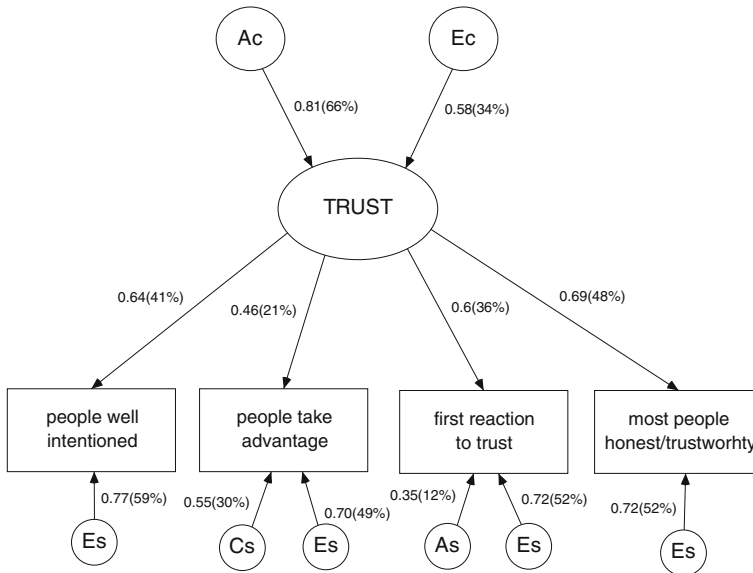 Ac
Ec
0.81(66%)
0.58(34%)
TRUST
0.64(41%)
0.46(21%)
0.6(36%)
0.69(48%)
people well
intentioned
people take
advantage
first reaction
to trust
most people
honest/trustworhty
0.77(59%)
0.55(30%)
0.70(49%)
0.35(12%)
0.72(52%)
0.72(52%)
Es
Cs
Es
As
Es
Es